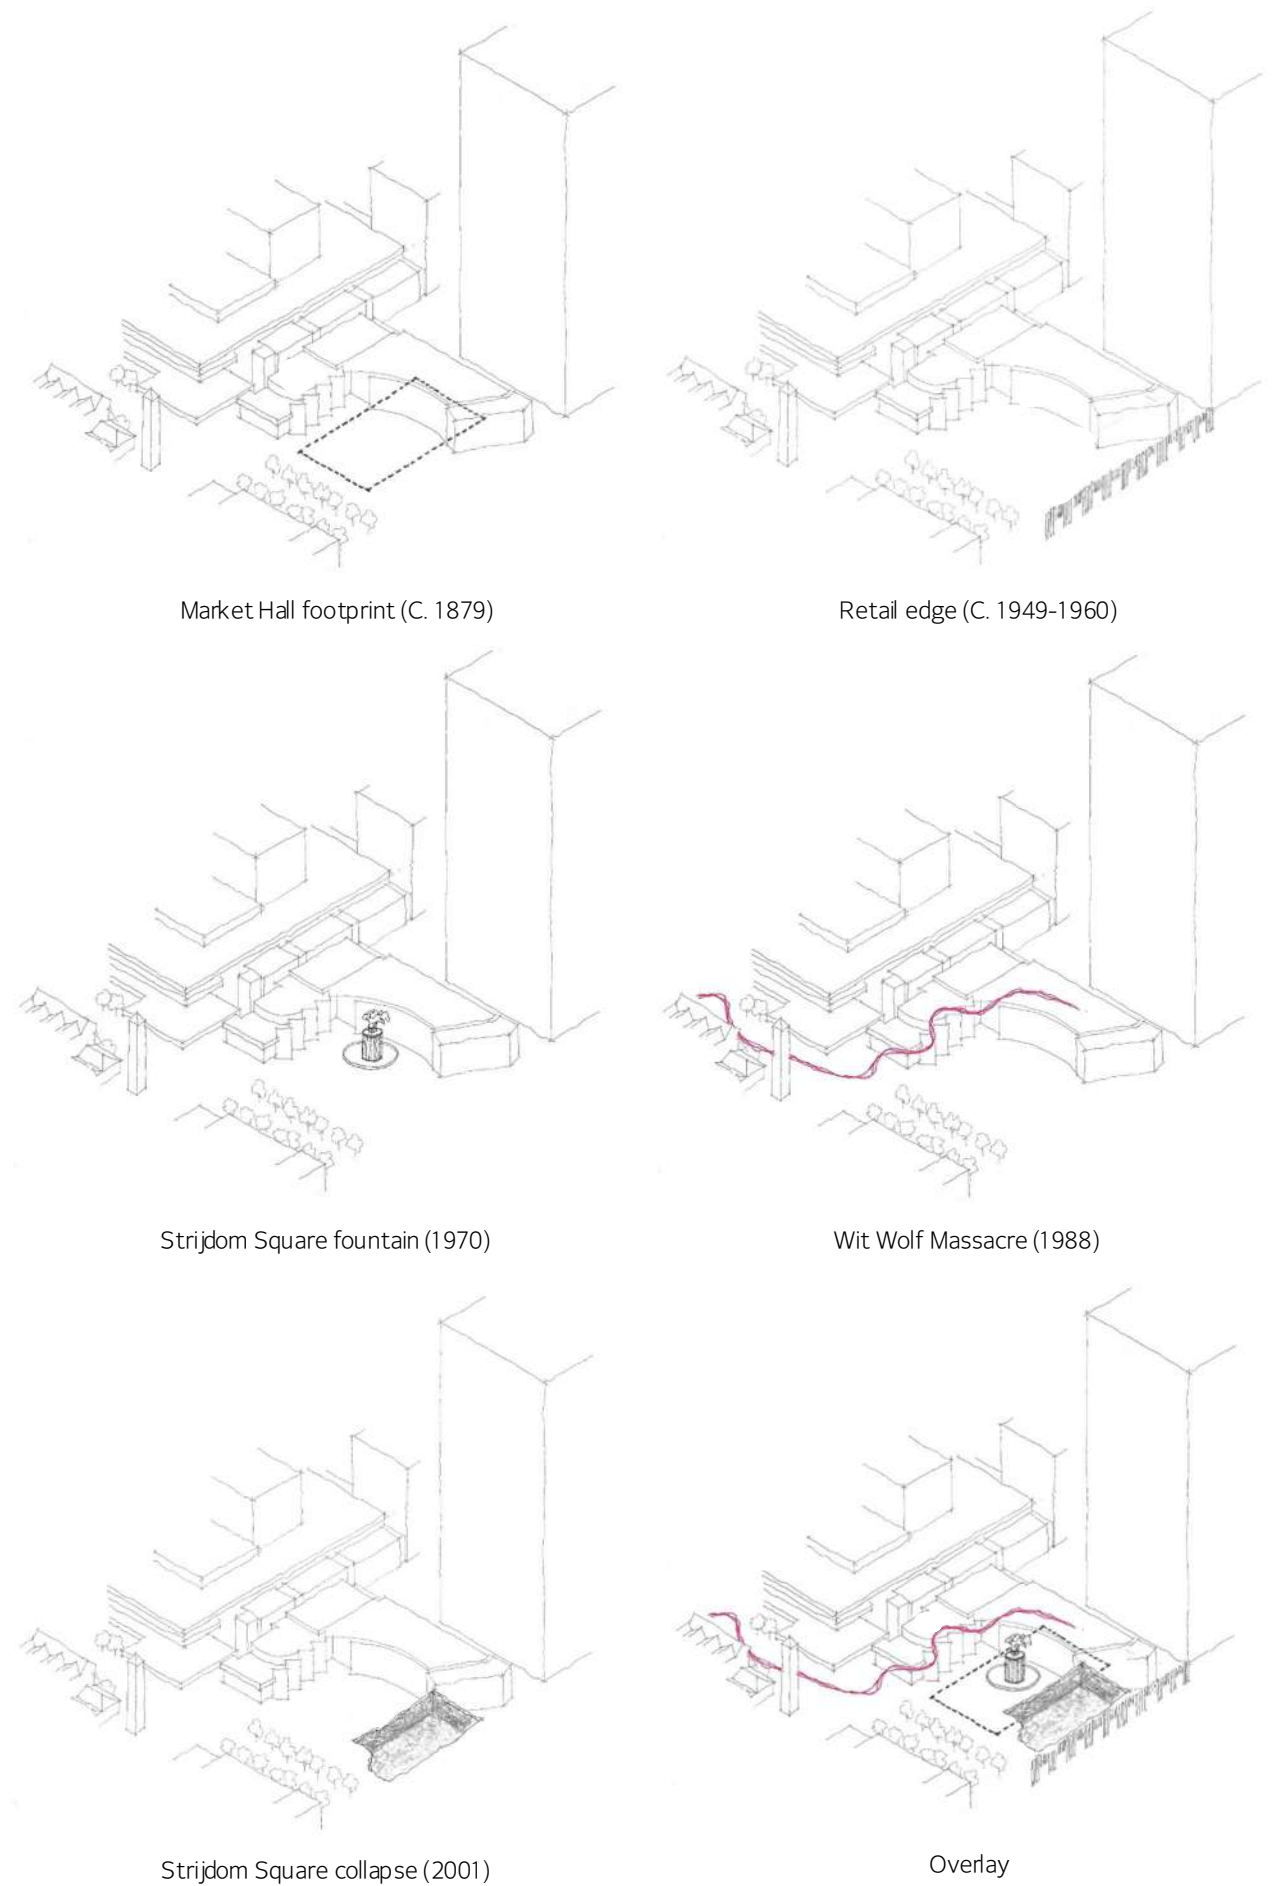 Market Hall footprint (C. 1879)
Retail edge (C. 1949-1960)
Strijdom Square fountain (1970)
Wit Wolf Massacre (1988)
Strijdom Square collapse (2001)
Overlay